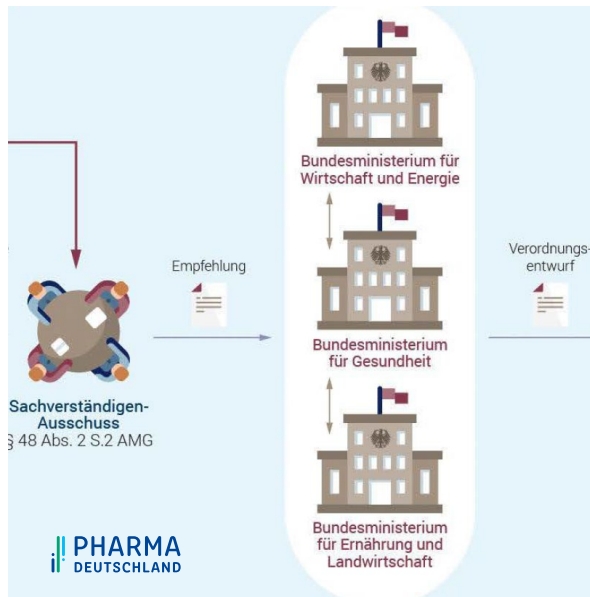 Bundesministerium für
Wirtschaft und Energie
Empfehlung
Verordnungs-
entwurf
Bundesministerium
für Gesundheit
Sachverständigen-
Ausschuss
§ 48 Abs. 2 S.2 AMG
Bundesministerium
für Ernährung und
Landwirtschaft
PHARMA
DEUTSCHLAND